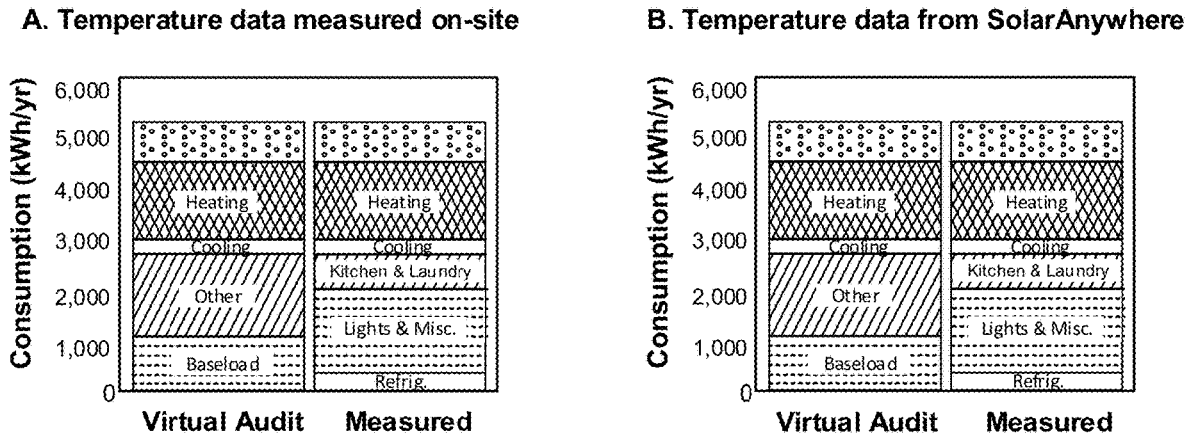 A. Temperature data measured on-site
Consumption (kWh/yr)
6,000
5,000
4,000
3,000
2,000
1,000
0
Heating
Cooling
Other
Baseload
Heating
Cooling
Kitchen & Laundry
Lights & Misc.
Refrig.
Virtual Audit
Measured
B. Temperature data from SolarAnywhere
Consumption (kWh/yr)
6,000
5,000
4,000
3,000
2,000
1,000
0
Heating
Cooling
Other
Baseload
Heating
Cooling
Kitchen & Laundry
Lights & Misc.
Refrig.
Virtual Audit
Measured